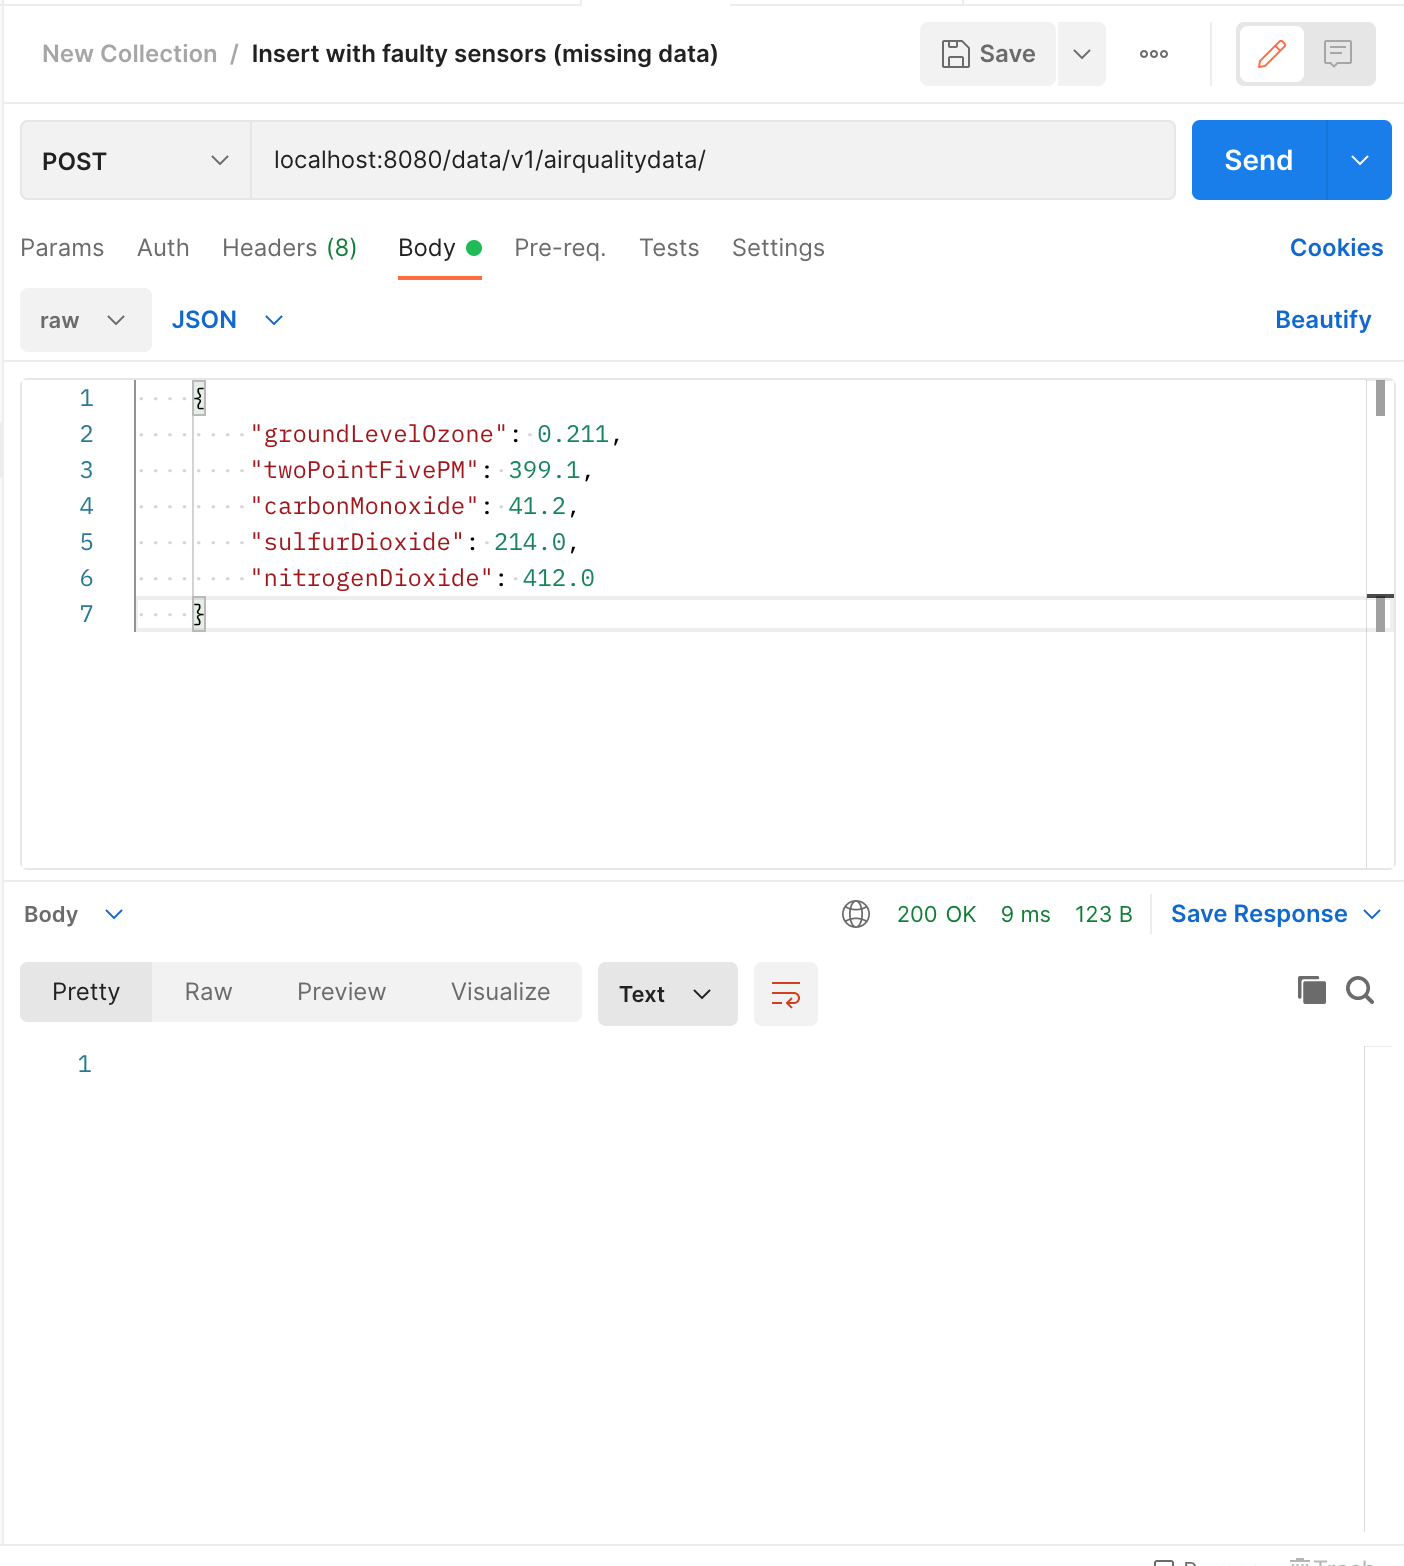 New Collection / Insert with faulty sensors (missing data)
Save
POST
localhost:8080/data/v1/airqualitydata/
Send
Params Auth Headers (8) Body Pre-req. Tests Settings Cookies
raw JSON Beautify
1 {
2 "groundLevelOzone": 0.211,
3 "twoPointFivePM": 399.1,
4 "carbonMonoxide": 41.2,
5 "sulfurDioxide": 214.0,
6 "nitrogenDioxide": 412.0
7 }
Body 200 OK 9 ms 123 B Save Response
Pretty Raw Preview Visualize Text
1